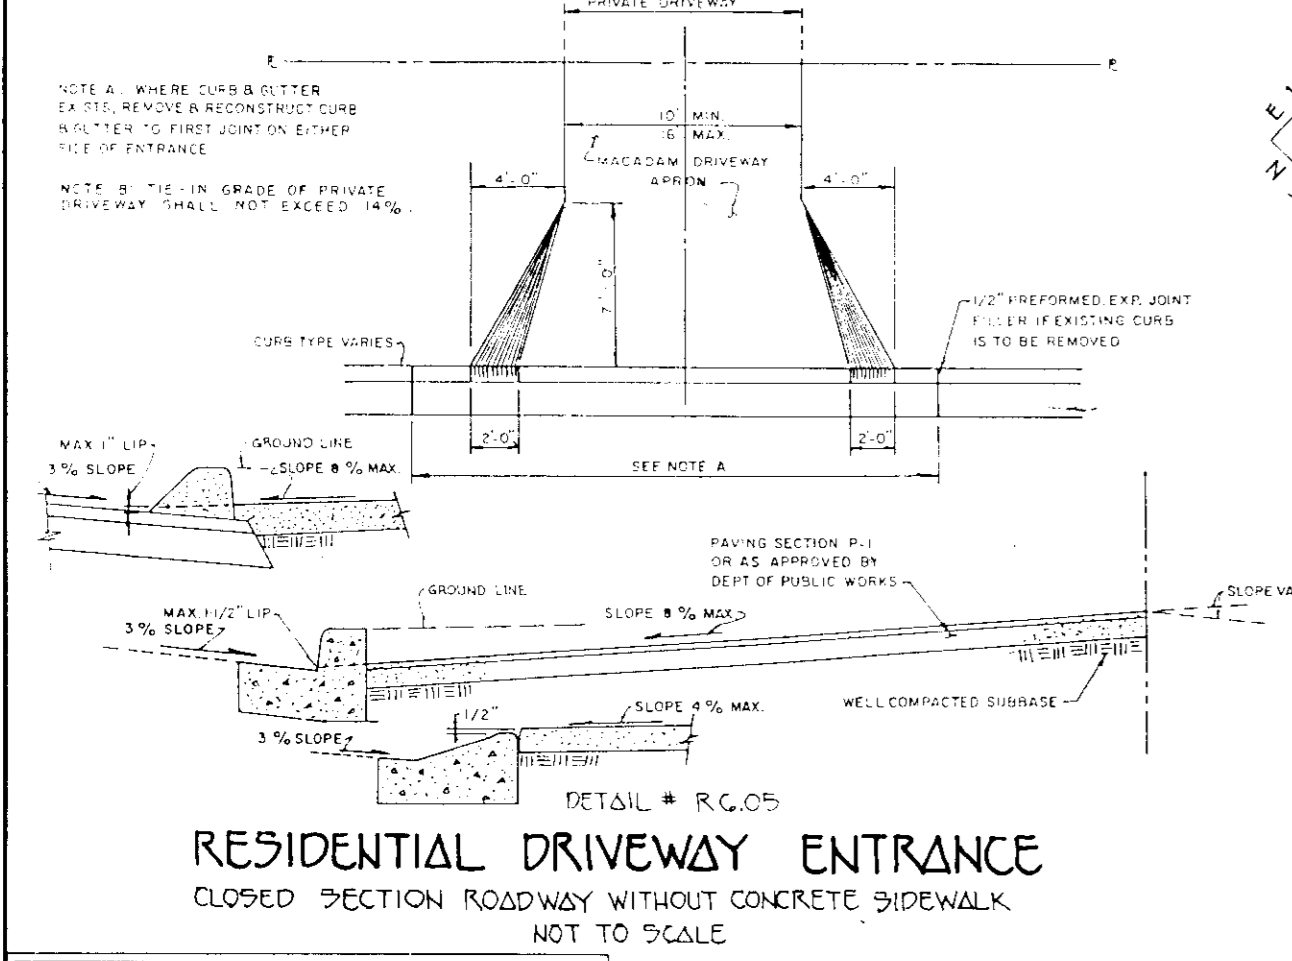 PRIVATE DRIVEWAY
NOTE A: WHERE CURB & GUTTER
EXISTS, REMOVE & RECONSTRUCT CURB
& GUTTER TO FIRST JOINT ON EITHER
SIDE OF ENTRANCE
NOTE B: TIE-IN GRADE OF PRIVATE
DRIVEWAY SHALL NOT EXCEED 14%.
10' MIN.
16' MAX.
MACADAM DRIVEWAY
APRON
4'-0"
4'-0"
7'-0"
E
N
1/2" PREFORMED EXP. JOINT
FILLER IF EXISTING CURB
IS TO BE REMOVED
CURB TYPE VARIES
2'-0"
2'-0"
SEE NOTE A
MAX 1" LIP
3% SLOPE
GROUND LINE
SLOPE 8% MAX.
PAVING SECTION P-1
OR AS APPROVED BY
DEPT OF PUBLIC WORKS
GROUND LINE
MAX. 1-1/2" LIP
3% SLOPE
SLOPE 8% MAX
SLOPE VA
WELL COMPACTED SUBBASE
1/2"
SLOPE 4% MAX.
3% SLOPE
DETAIL # R6.05
RESIDENTIAL DRIVEWAY ENTRANCE
CLOSED SECTION ROADWAY WITHOUT CONCRETE SIDEWALK
NOT TO SCALE